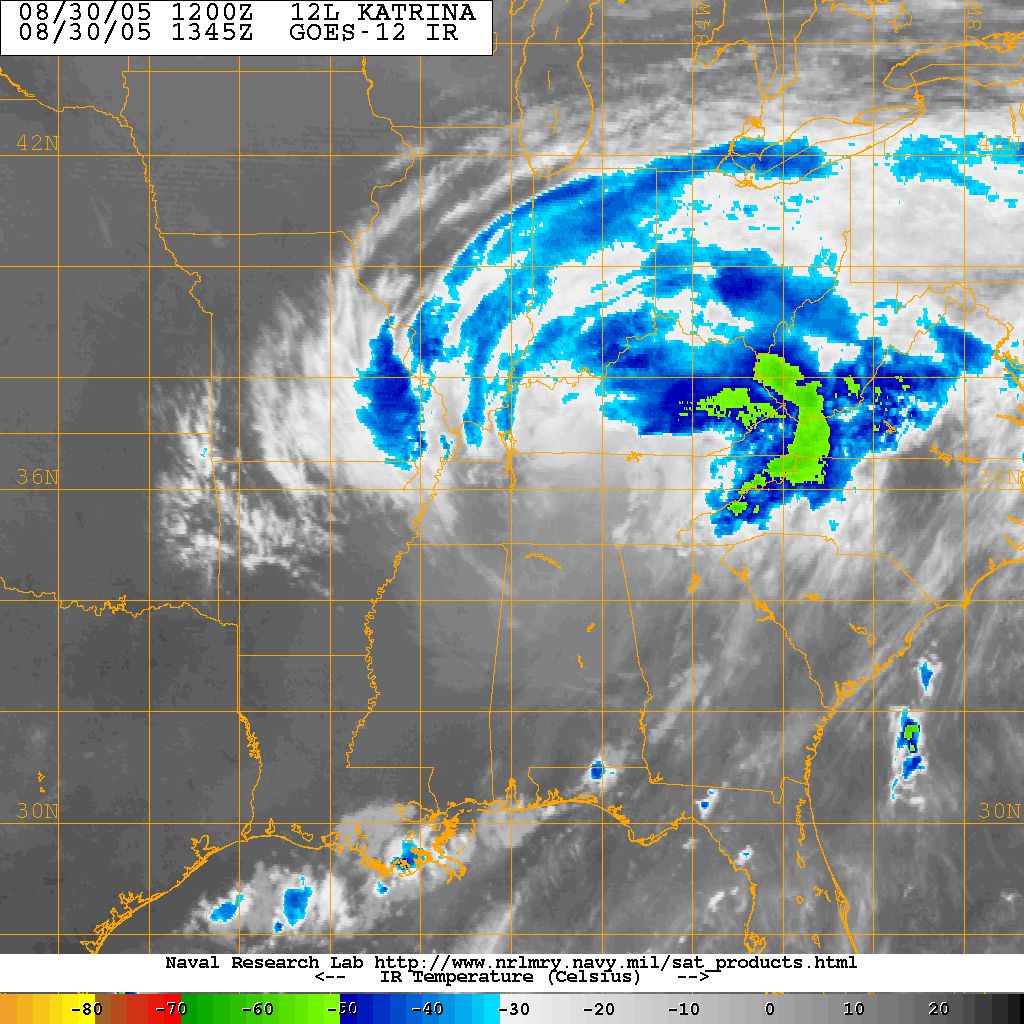 08/30/05 1200Z 12L KATRINA
08/30/05 1345Z GOES-12 IR
84W
78W
42N 42N
36N 36N
30N 30N
Naval Research Lab http://www.nrlmry.navy.mil/sat_products.html
<-- IR Temperature (Celsius) -->
-80 -70 -60 -50 -40 -30 -20 -10 0 10 20